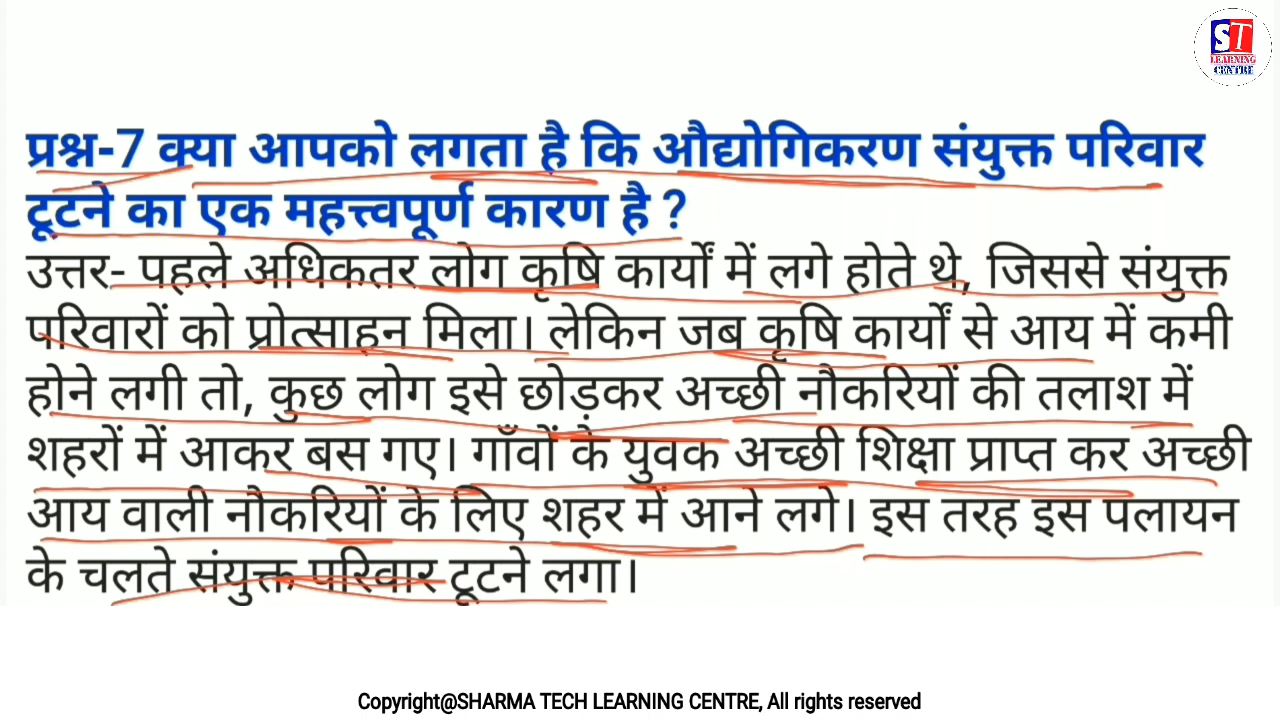 ST
LEARNING
CENTRE
प्रश्न-7 क्या आपको लगता है कि औद्योगिकरण संयुक्त परिवार
टूटने का एक महत्त्वपूर्ण कारण है ?
उत्तर- पहले अधिकतर लोग कृषि कार्यों में लगे होते थे, जिससे संयुक्त
परिवारों को प्रोत्साहन मिला। लेकिन जब कृषि कार्यों से आय में कमी
होने लगी तो, कुछ लोग इसे छोड़कर अच्छी नौकरियों की तलाश में
शहरों में आकर बस गए। गाँवों के युवक अच्छी शिक्षा प्राप्त कर अच्छी
आय वाली नौकरियों के लिए शहर में आने लगे। इस तरह इस पलायन
के चलते संयुक्त परिवार टूटने लगा।
Copyright@SHARMA TECH LEARNING CENTRE, All rights reserved